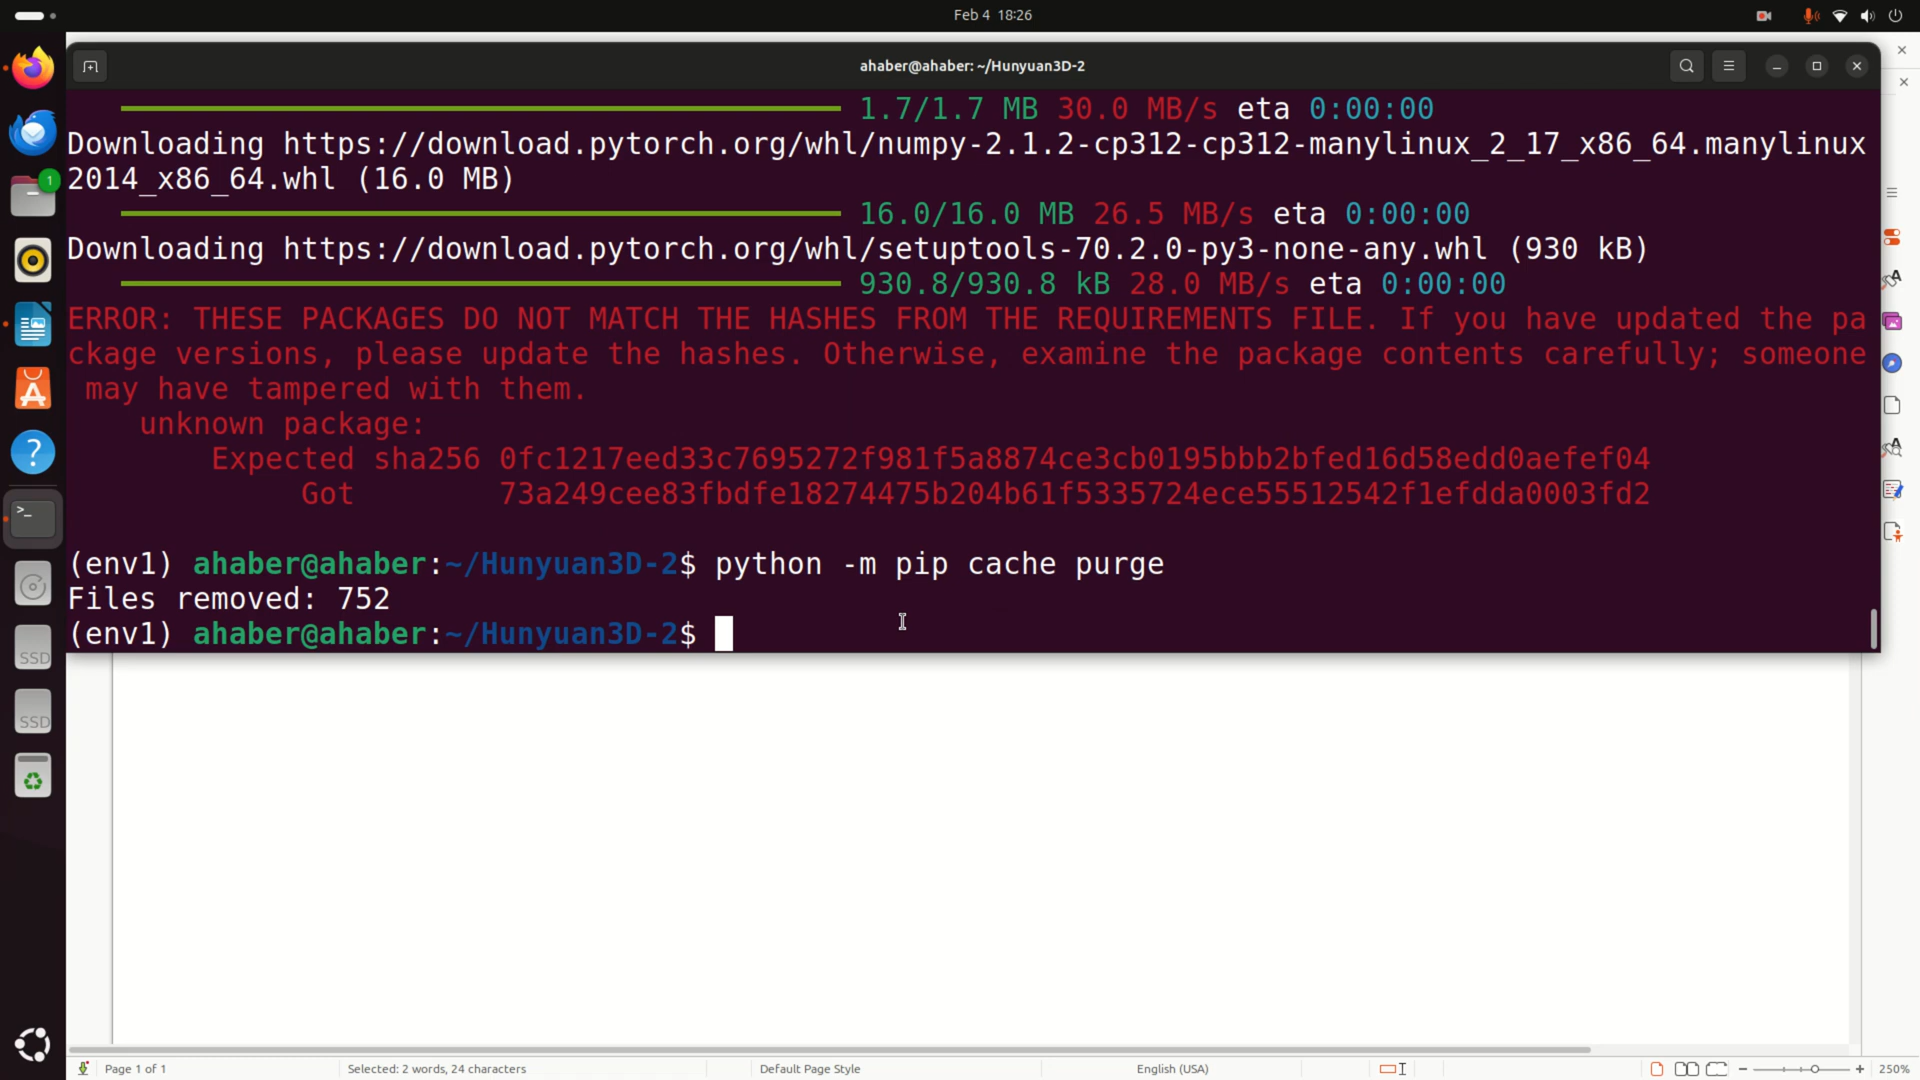 Feb 4 18:26
ahaber@ahaber: ~/Hunyuan3D-2
1.7/1.7 MB 30.0 MB/s eta 0:00:00
Downloading https://download.pytorch.org/whl/numpy-2.1.2-cp312-cp312-manylinux_2_17_x86_64.manylinux
2014_x86_64.whl (16.0 MB)
16.0/16.0 MB 26.5 MB/s eta 0:00:00
Downloading https://download.pytorch.org/whl/setuptools-70.2.0-py3-none-any.whl (930 kB)
930.8/930.8 kB 28.0 MB/s eta 0:00:00
ERROR: THESE PACKAGES DO NOT MATCH THE HASHES FROM THE REQUIREMENTS FILE. If you have updated the pa
ckage versions, please update the hashes. Otherwise, examine the package contents carefully; someone
may have tampered with them.
unknown package:
Expected sha256 0fc1217eed33c7695272f981f5a8874ce3cb0195bbb2bfed16d58edd0aefef04
Got 73a249cee83fbdfe18274475b204b61f5335724ece55512542f1efdda0003fd2
(env1) ahaber@ahaber:~/Hunyuan3D-2$ python -m pip cache purge
Files removed: 752
(env1) ahaber@ahaber:~/Hunyuan3D-2$
1
SSD
SSD
Page 1 of 1
Selected: 2 words, 24 characters
Default Page Style
English (USA)
250%